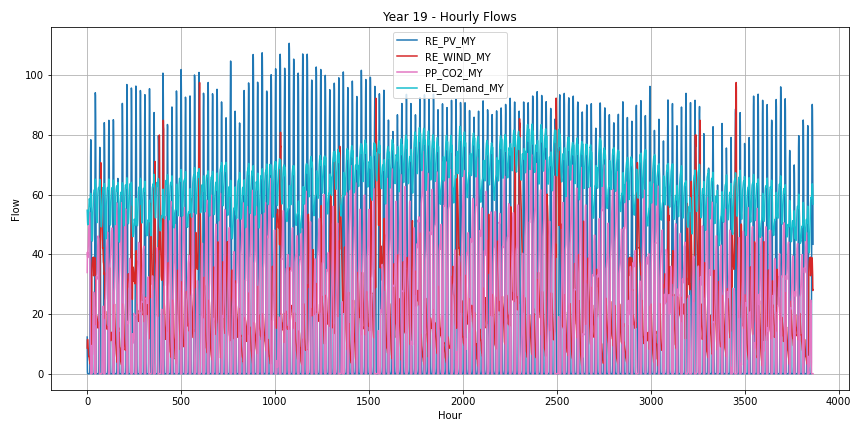 Year 19 - Hourly Flows
RE_PV_MY
RE_WIND_MY
PP_CO2_MY
EL_Demand_MY
Flow
100
80
60
40
20
0
0 500 1000 1500 2000 2500 3000 3500 4000
Hour